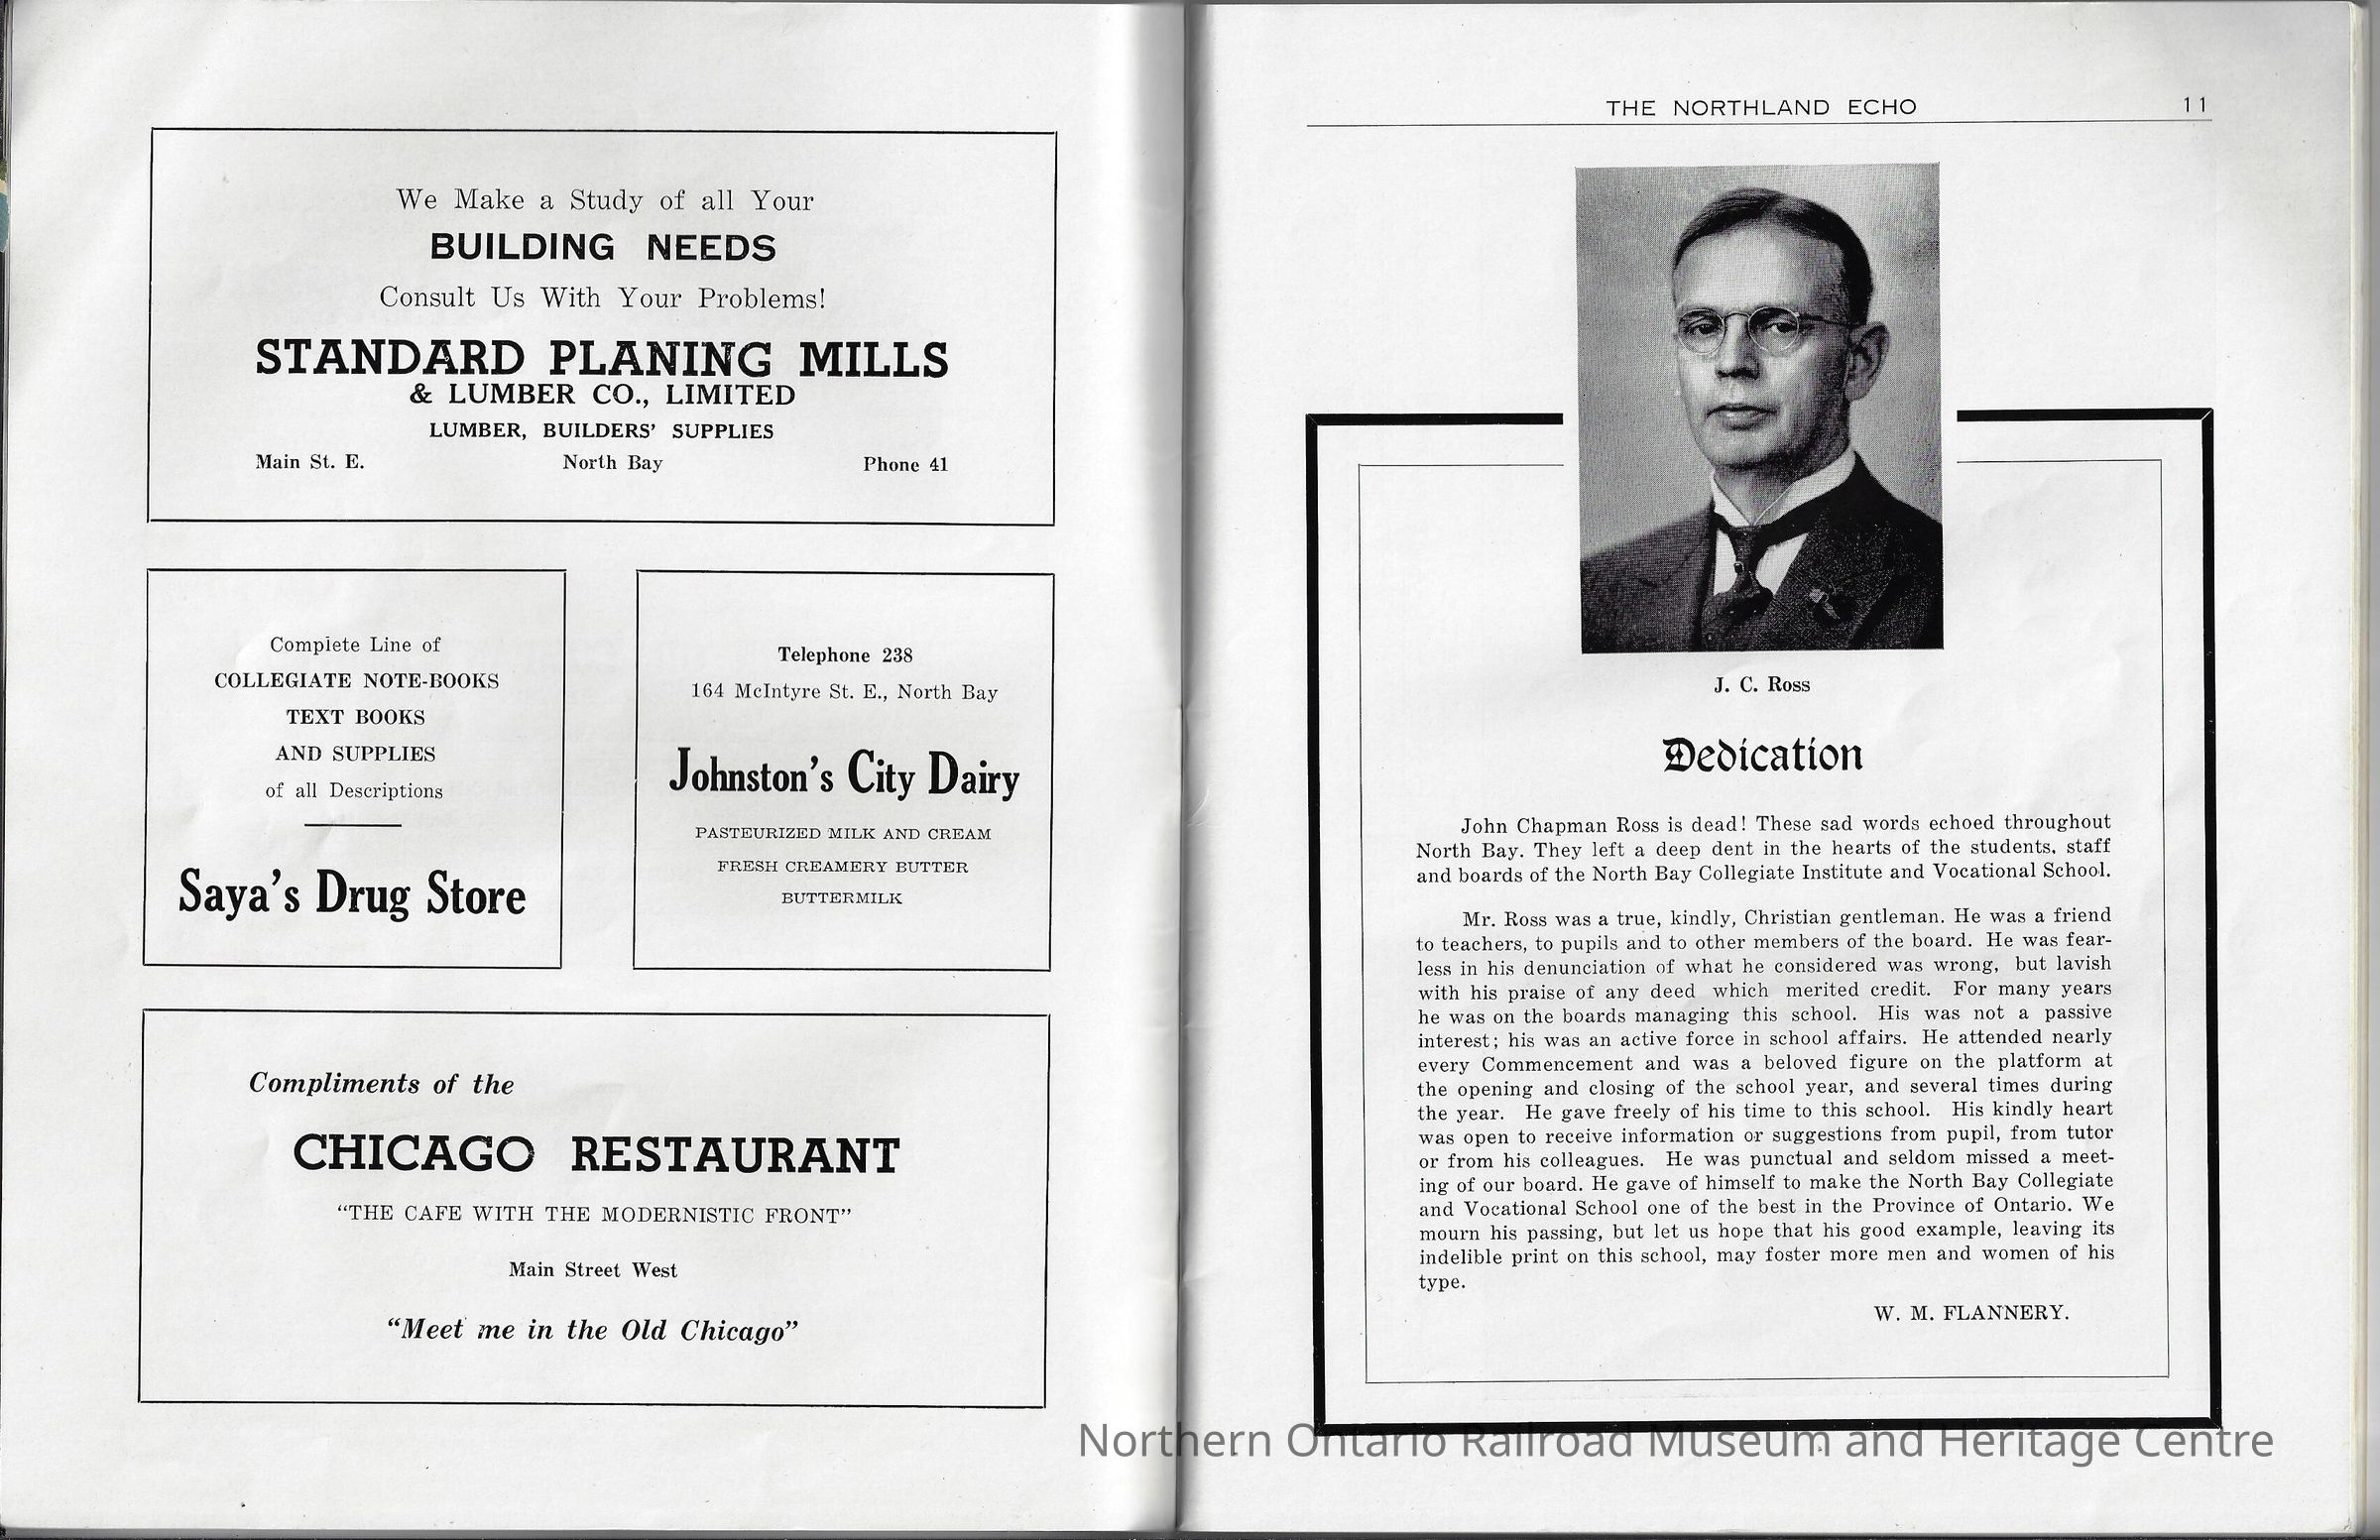 We Make a Study of all Your
BUILDING NEEDS
Consult Us With Your Problems!
STANDARD PLANING MILLS
& LUMBER CO., LIMITED
LUMBER, BUILDERS' SUPPLIES
Main St. E. North Bay Phone 41
Complete Line of
COLLEGIATE NOTE-BOOKS
TEXT BOOKS
AND SUPPLIES
of all Descriptions
Saya's Drug Store
Telephone 238
164 McIntyre St. E., North Bay
Johnston's City Dairy
PASTEURIZED MILK AND CREAM
FRESH CREAMERY BUTTER
BUTTERMILK
Compliments of the
CHICAGO RESTAURANT
"THE CAFE WITH THE MODERNISTIC FRONT"
Main Street West
"Meet me in the Old Chicago"
THE NORTHLAND ECHO 11
J. C. Ross
Dedication
John Chapman Ross is dead! These sad words echoed throughout
North Bay. They left a deep dent in the hearts of the students, staff
and boards of the North Bay Collegiate Institute and Vocational School.
Mr. Ross was a true, kindly, Christian gentleman. He was a friend
to teachers, to pupils and to other members of the board. He was fear-
less in his denunciation of what he considered was wrong, but lavish
with his praise of any deed which merited credit. For many years
he was on the boards managing this school. His was not a passive
interest; his was an active force in school affairs. He attended nearly
every Commencement and was a beloved figure on the platform at
the opening and closing of the school year, and several times during
the year. He gave freely of his time to this school. His kindly heart
was open to receive information or suggestions from pupil, from tutor
or from his colleagues. He was punctual and seldom missed a meet-
ing of our board. He gave of himself to make the North Bay Collegiate
and Vocational School one of the best in the Province of Ontario. We
mourn his passing, but let us hope that his good example, leaving its
indelible print on this school, may foster more men and women of his
type.
W. M. FLANNERY.
Northern Ontario Railroad Museum and Heritage Centre